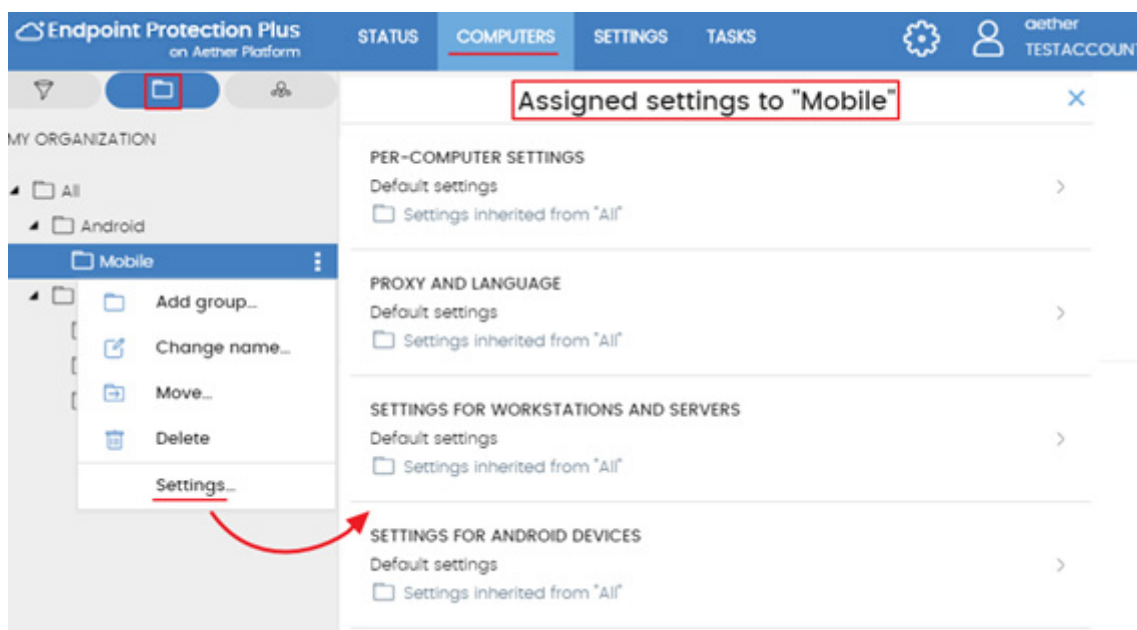 Endpoint Protection Plus
on Aether Platform
STATUS
COMPUTERS
SETTINGS
TASKS
aether
TESTACCOUNT
MY ORGANIZATION
All
Android
Mobile
Add group...
Change name...
Move...
Delete
Settings...
Assigned settings to "Mobile"
PER-COMPUTER SETTINGS
Default settings
Settings inherited from "All"
PROXY AND LANGUAGE
Default settings
Settings inherited from "All"
SETTINGS FOR WORKSTATIONS AND SERVERS
Default settings
Settings inherited from "All"
SETTINGS FOR ANDROID DEVICES
Default settings
Settings inherited from "All"